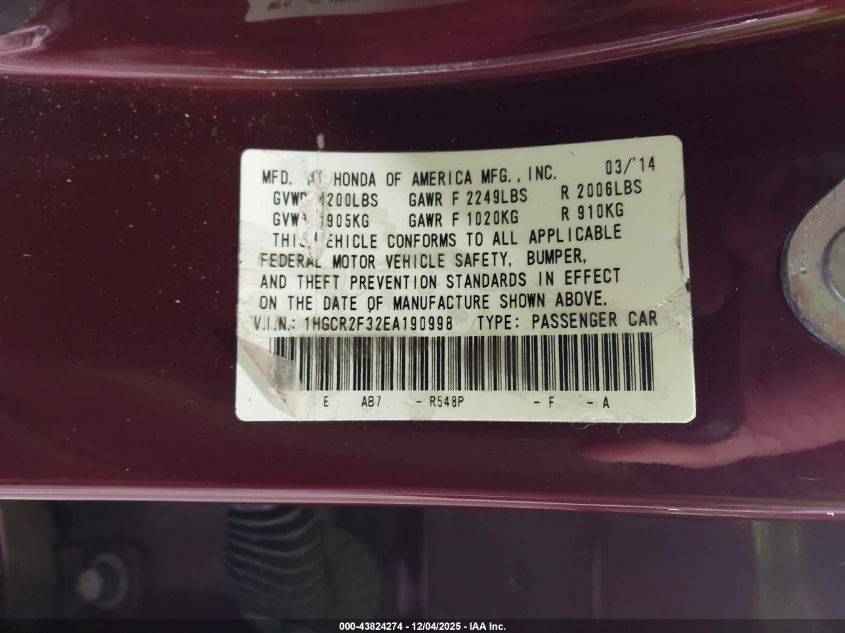 MFD. HONDA OF AMERICA MFG., INC. 03/'14
4200LBS GAWR F 2249LBS R 2006LBS
905KG GAWR F 1020KG R 910KG
THIS VEHICLE CONFORMS TO ALL APPLICABLE
FEDERAL MOTOR VEHICLE SAFETY, BUMPER,
AND THEFT PREVENTION STANDARDS IN EFFECT
ON THE DATE OF MANUFACTURE SHOWN ABOVE.
V.I.N.: 1HGCR2F32EA190998 TYPE: PASSENGER CAR
E AB7 - R548P - F - A
000-43824274 - 12/04/2025 - IAA Inc.